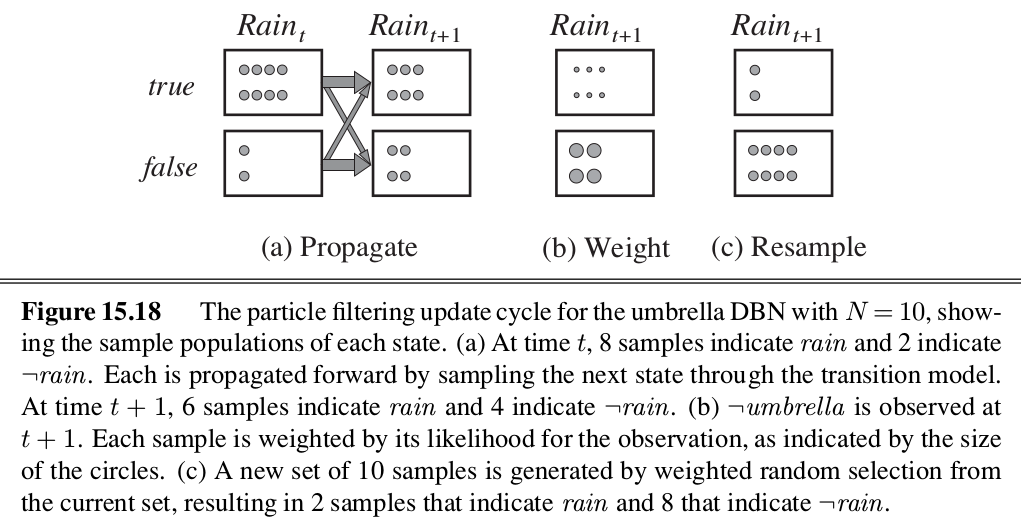 Rain_t Rain_{t+1} Rain_{t+1} Rain_{t+1}
true
false
(a) Propagate (b) Weight (c) Resample
Figure 15.18 The particle filtering update cycle for the umbrella DBN with N = 10, show-
ing the sample populations of each state. (a) At time t, 8 samples indicate rain and 2 indicate
¬rain. Each is propagated forward by sampling the next state through the transition model.
At time t + 1, 6 samples indicate rain and 4 indicate ¬rain. (b) ¬umbrella is observed at
t + 1. Each sample is weighted by its likelihood for the observation, as indicated by the size
of the circles. (c) A new set of 10 samples is generated by weighted random selection from
the current set, resulting in 2 samples that indicate rain and 8 that indicate ¬rain.